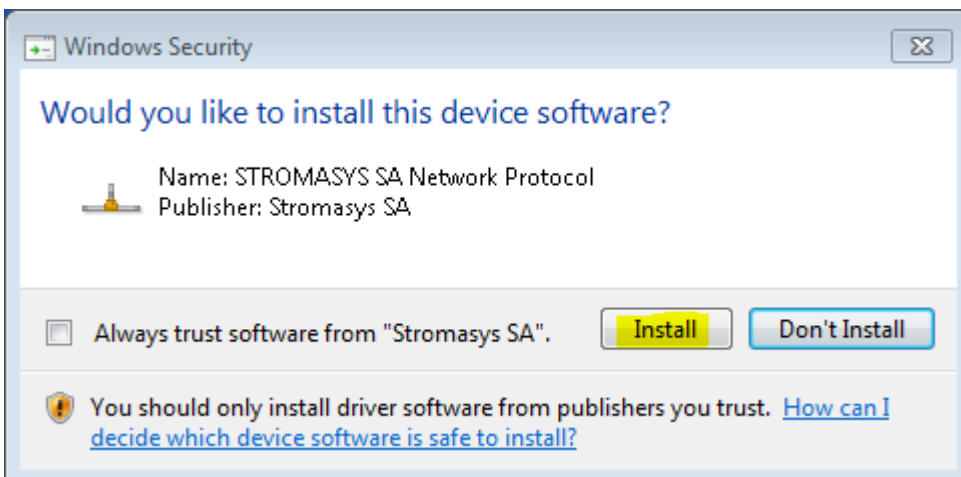 Windows Security
Would you like to install this device software?
Name: STROMASYS SA Network Protocol
Publisher: Stromasys SA
Always trust software from "Stromasys SA".
Install
Don't Install
You should only install driver software from publishers you trust. How can I
decide which device software is safe to install?